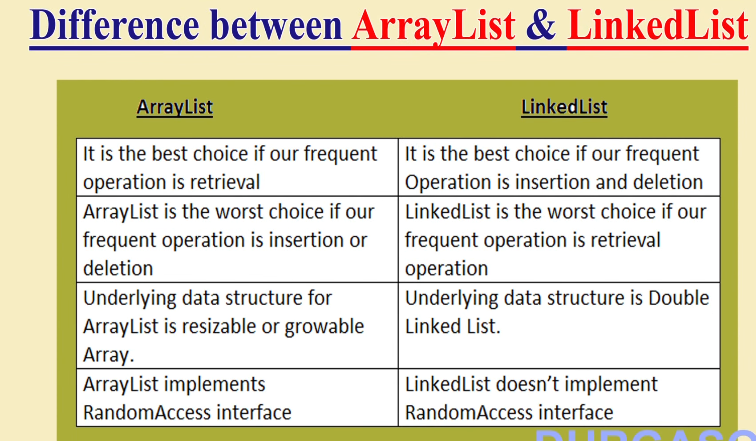 Difference between ArrayList & LinkedList
ArrayList
LinkedList
It is the best choice if our frequent
operation is retrieval
It is the best choice if our frequent
Operation is insertion and deletion
ArrayList is the worst choice if our
frequent operation is insertion or
deletion
LinkedList is the worst choice if our
frequent operation is retrieval
operation
Underlying data structure for
ArrayList is resizable or growable
Array.
Underlying data structure is Double
Linked List.
ArrayList implements
RandomAccess interface
LinkedList doesn't implement
RandomAccess interface